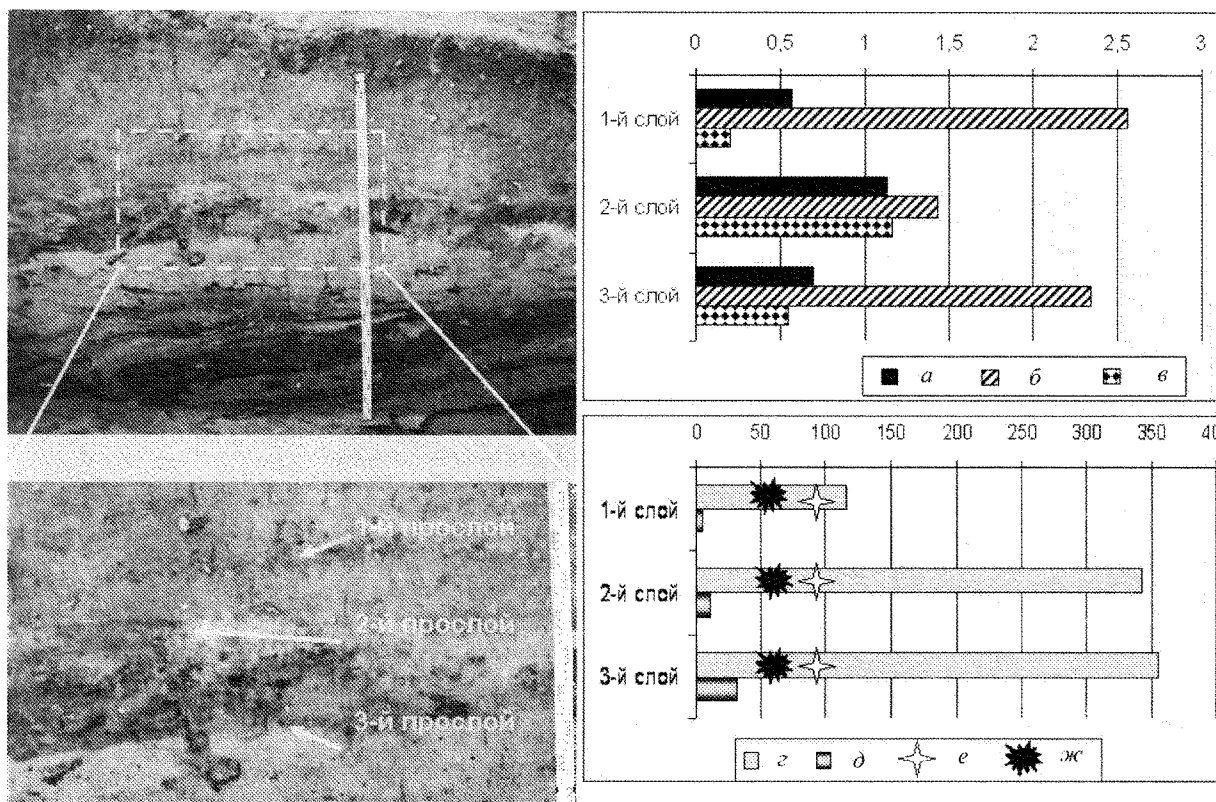 1-й прослой
2-й прослой
3-й прослой
0 0,5 1 1,5 2 2,5 3
1-й слой
2-й слой
3-й слой
а б в
0 50 100 150 200 250 300 350 40
1-й слой
2-й слой
3-й слой
г д е ж